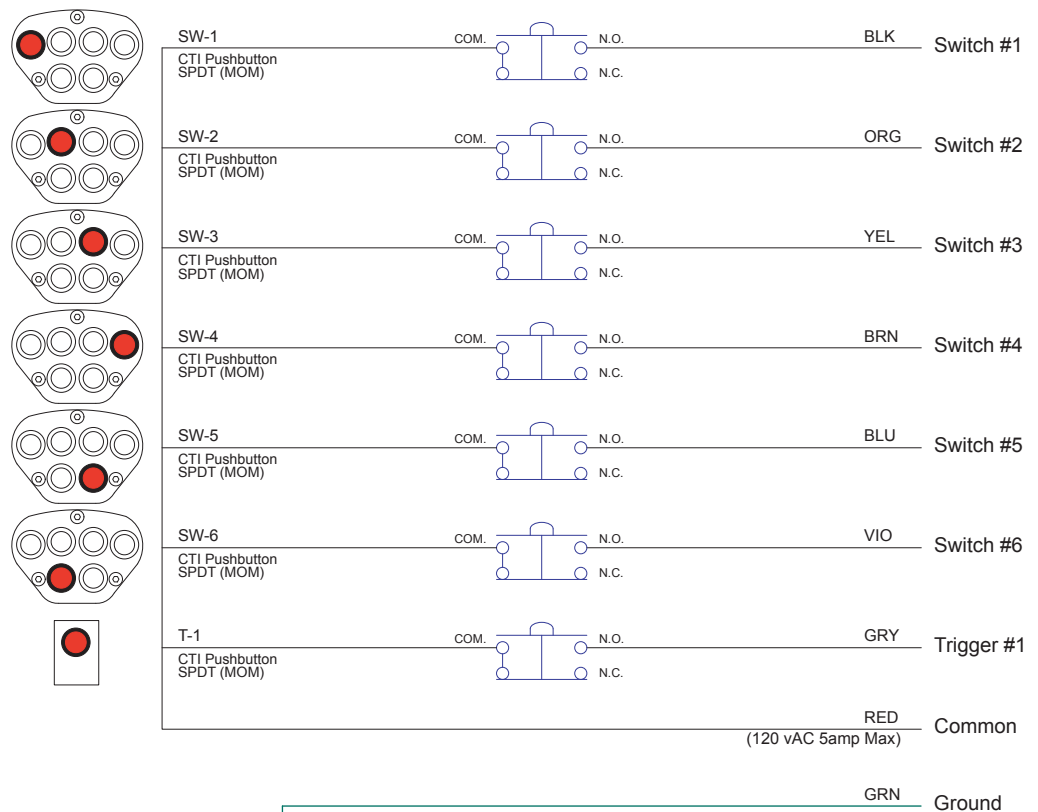 SW-1 COM. N.O. BLK Switch #1
CTI Pushbutton
SPDT (MOM) N.C.
SW-2 COM. N.O. ORG Switch #2
CTI Pushbutton
SPDT (MOM) N.C.
SW-3 COM. N.O. YEL Switch #3
CTI Pushbutton
SPDT (MOM) N.C.
SW-4 COM. N.O. BRN Switch #4
CTI Pushbutton
SPDT (MOM) N.C.
SW-5 COM. N.O. BLU Switch #5
CTI Pushbutton
SPDT (MOM) N.C.
SW-6 COM. N.O. VIO Switch #6
CTI Pushbutton
SPDT (MOM) N.C.
T-1 COM. N.O. GRY Trigger #1
CTI Pushbutton
SPDT (MOM) N.C.
RED Common
(120 vAC 5amp Max)
GRN Ground